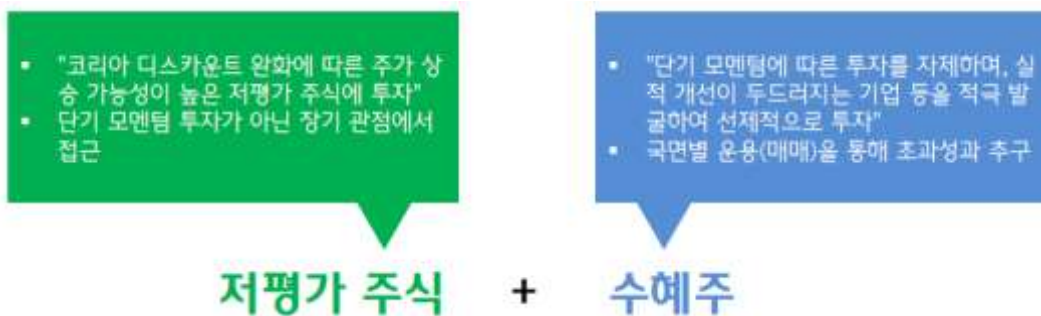 ▪ "코리아 디스카운트 완화에 따른 주가 상
승 가능성이 높은 저평가 주식에 투자"
▪ 단기 모멘텀 투자가 아닌 장기 관점에서
접근
▪ "단기 모멘텀에 따른 투자를 자제하며, 실
적 개선이 두드러지는 기업 등을 적극 발
굴하여 선제적으로 투자"
▪ 국면별 운용(매매)을 통해 초과성과 추구
저평가 주식 + 수혜주